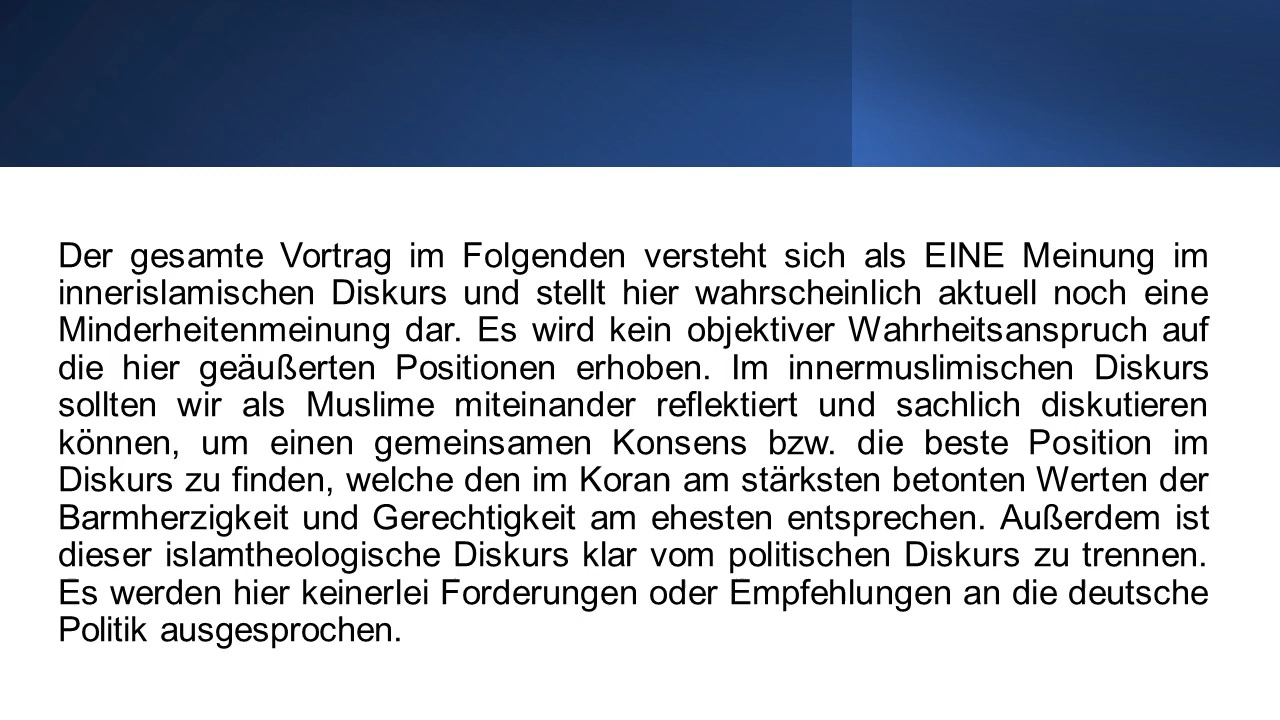 Der gesamte Vortrag im Folgenden versteht sich als EINE Meinung im
innerislamischen Diskurs und stellt hier wahrscheinlich aktuell noch eine
Minderheitenmeinung dar. Es wird kein objektiver Wahrheitsanspruch auf
die hier geäußerten Positionen erhoben. Im innermuslimischen Diskurs
sollten wir als Muslime miteinander reflektiert und sachlich diskutieren
können, um einen gemeinsamen Konsens bzw. die beste Position im
Diskurs zu finden, welche den im Koran am stärksten betonten Werten der
Barmherzigkeit und Gerechtigkeit am ehesten entsprechen. Außerdem ist
dieser islamtheologische Diskurs klar vom politischen Diskurs zu trennen.
Es werden hier keinerlei Forderungen oder Empfehlungen an die deutsche
Politik ausgesprochen.